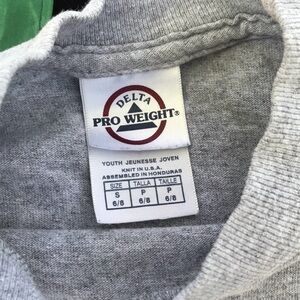 DELTA
PRO WEIGHT®
YOUTH JEUNESSE JOVEN
KNIT IN U.S.A.
ASSEMBLED IN HONDURAS
SIZE TALLA TAILLE
S P P
6/8 6/8 6/8